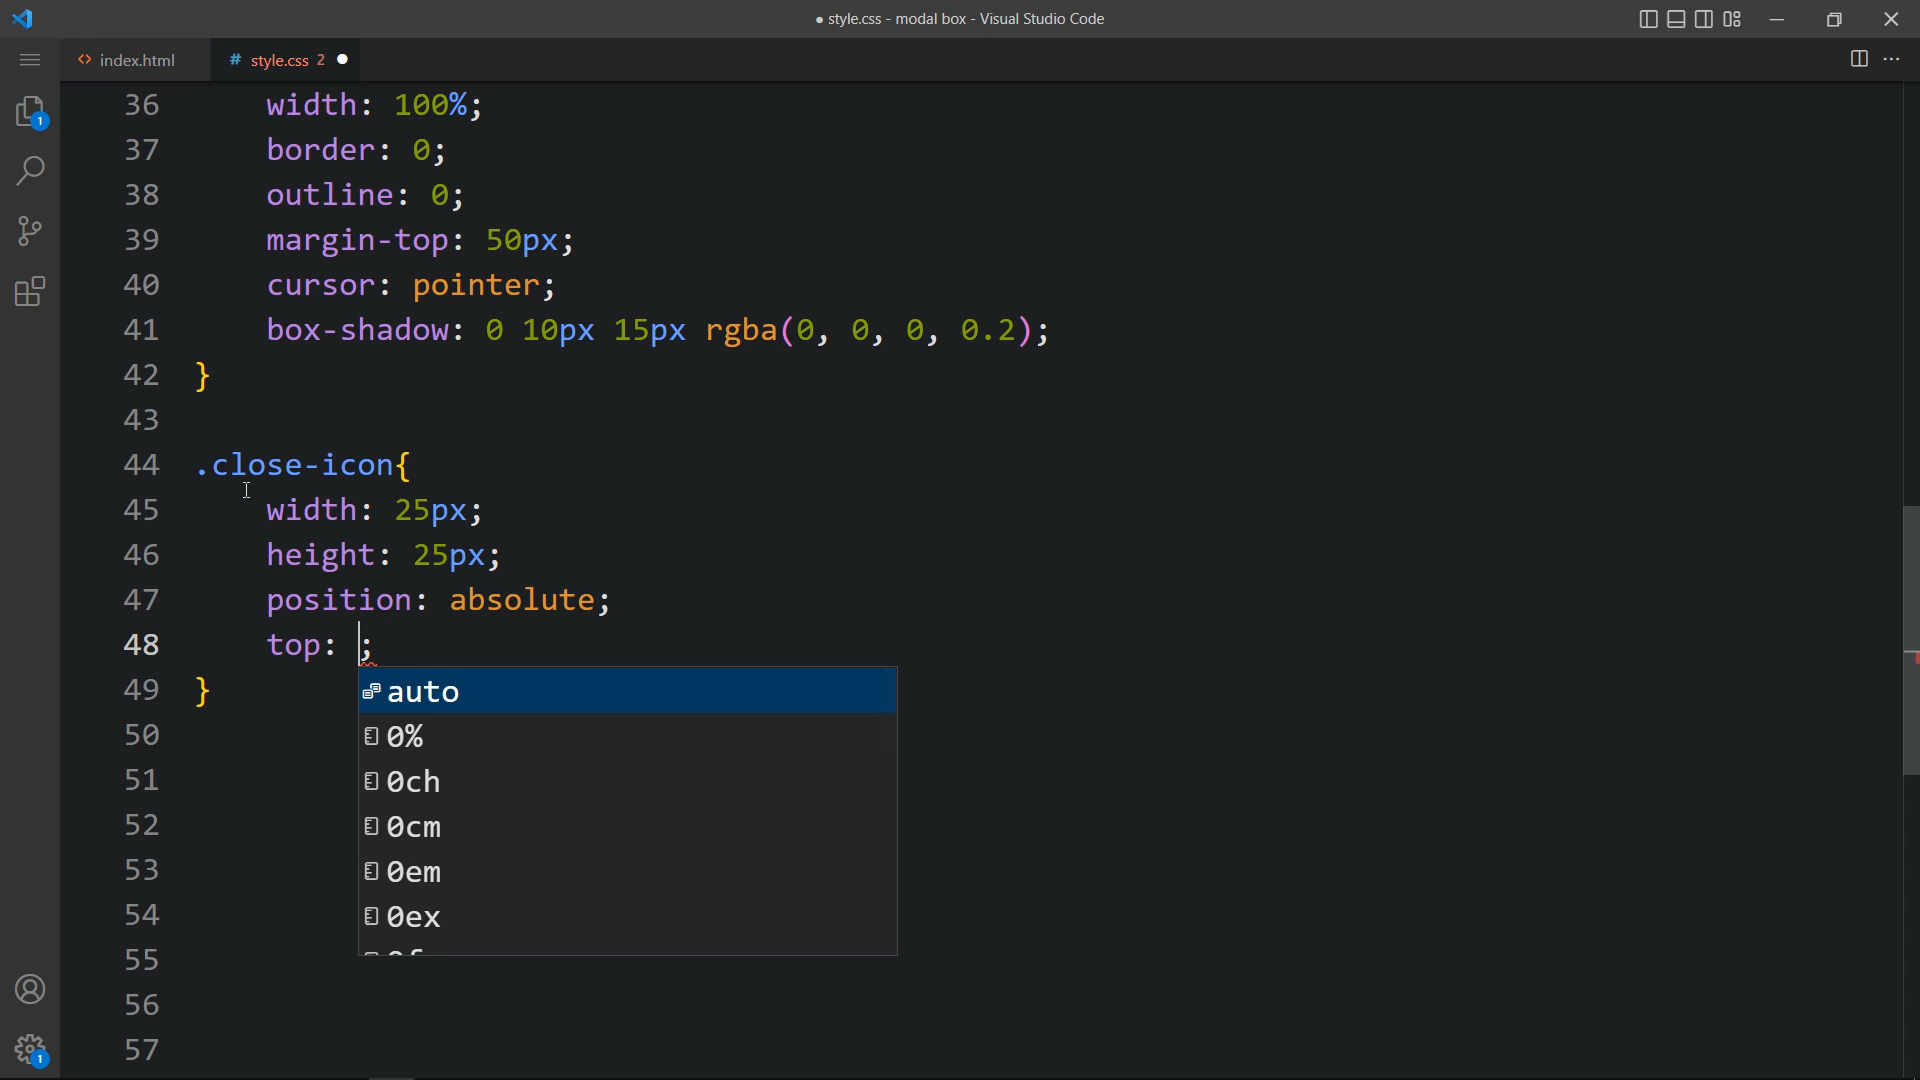 ● style.css - modal box - Visual Studio Code
<> index.html
# style.css 2 ●
36 width: 100%;
37 border: 0;
38 outline: 0;
39 margin-top: 50px;
40 cursor: pointer;
41 box-shadow: 0 10px 15px rgba(0, 0, 0, 0.2);
42 }
43
44 .close-icon{
45 width: 25px;
46 height: 25px;
47 position: absolute;
48 top: ;
auto
49 }
0%
50
0ch
51
0cm
52
0em
53
0ex
54
55
56
57
1
1